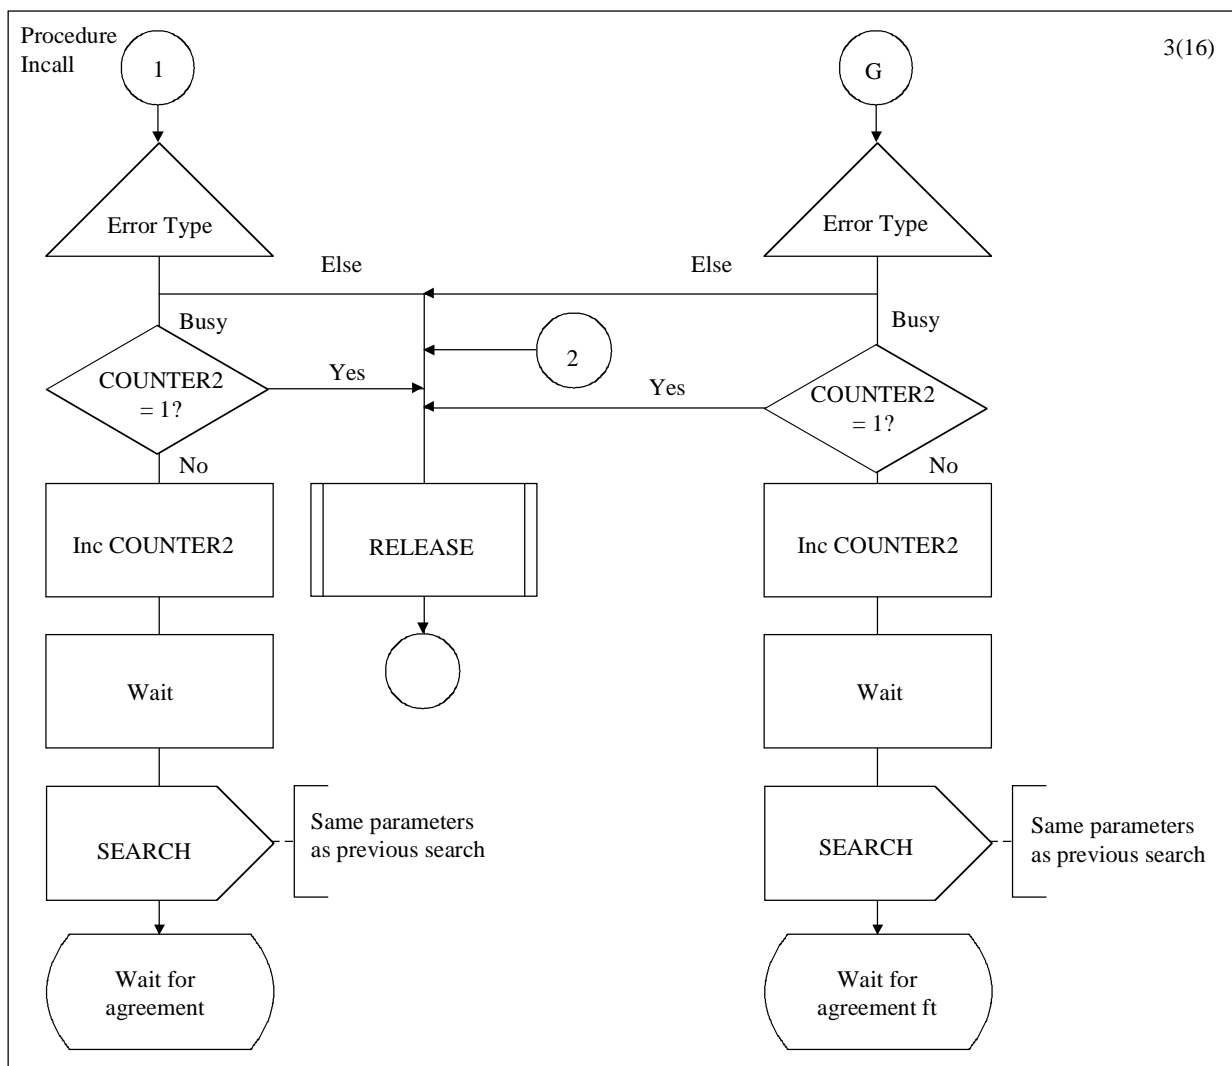 Procedure
Incall
1
G
3(16)
Error Type
Error Type
Else
Else
Busy
Busy
2
COUNTER2
= 1?
Yes
Yes
COUNTER2
= 1?
No
No
Inc COUNTER2
RELEASE
Inc COUNTER2
Wait
Wait
SEARCH
Same parameters
as previous search
SEARCH
Same parameters
as previous search
Wait for
agreement
Wait for
agreement ft